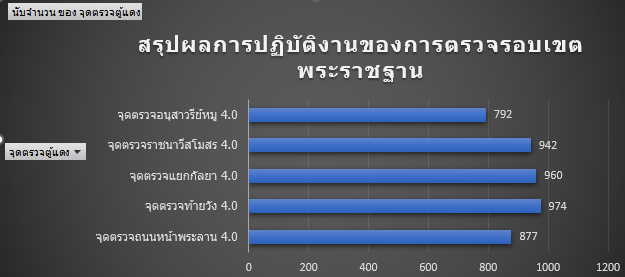 นับจำนวน ของ จุดตรวจตู้แดง
สรุปผลการปฏิบัติงานของการตรวจรอบเขต
พระราชฐาน
จุดตรวจอนุสาวรีย์หมู 4.0
792
จุดตรวจราชนาวีสโมสร 4.0
942
จุดตรวจตู้แดง
จุดตรวจแยกกัลยา 4.0
960
จุดตรวจท้ายวัง 4.0
974
จุดตรวจถนนหน้าพระลาน 4.0
877
0 200 400 600 800 1000 1200